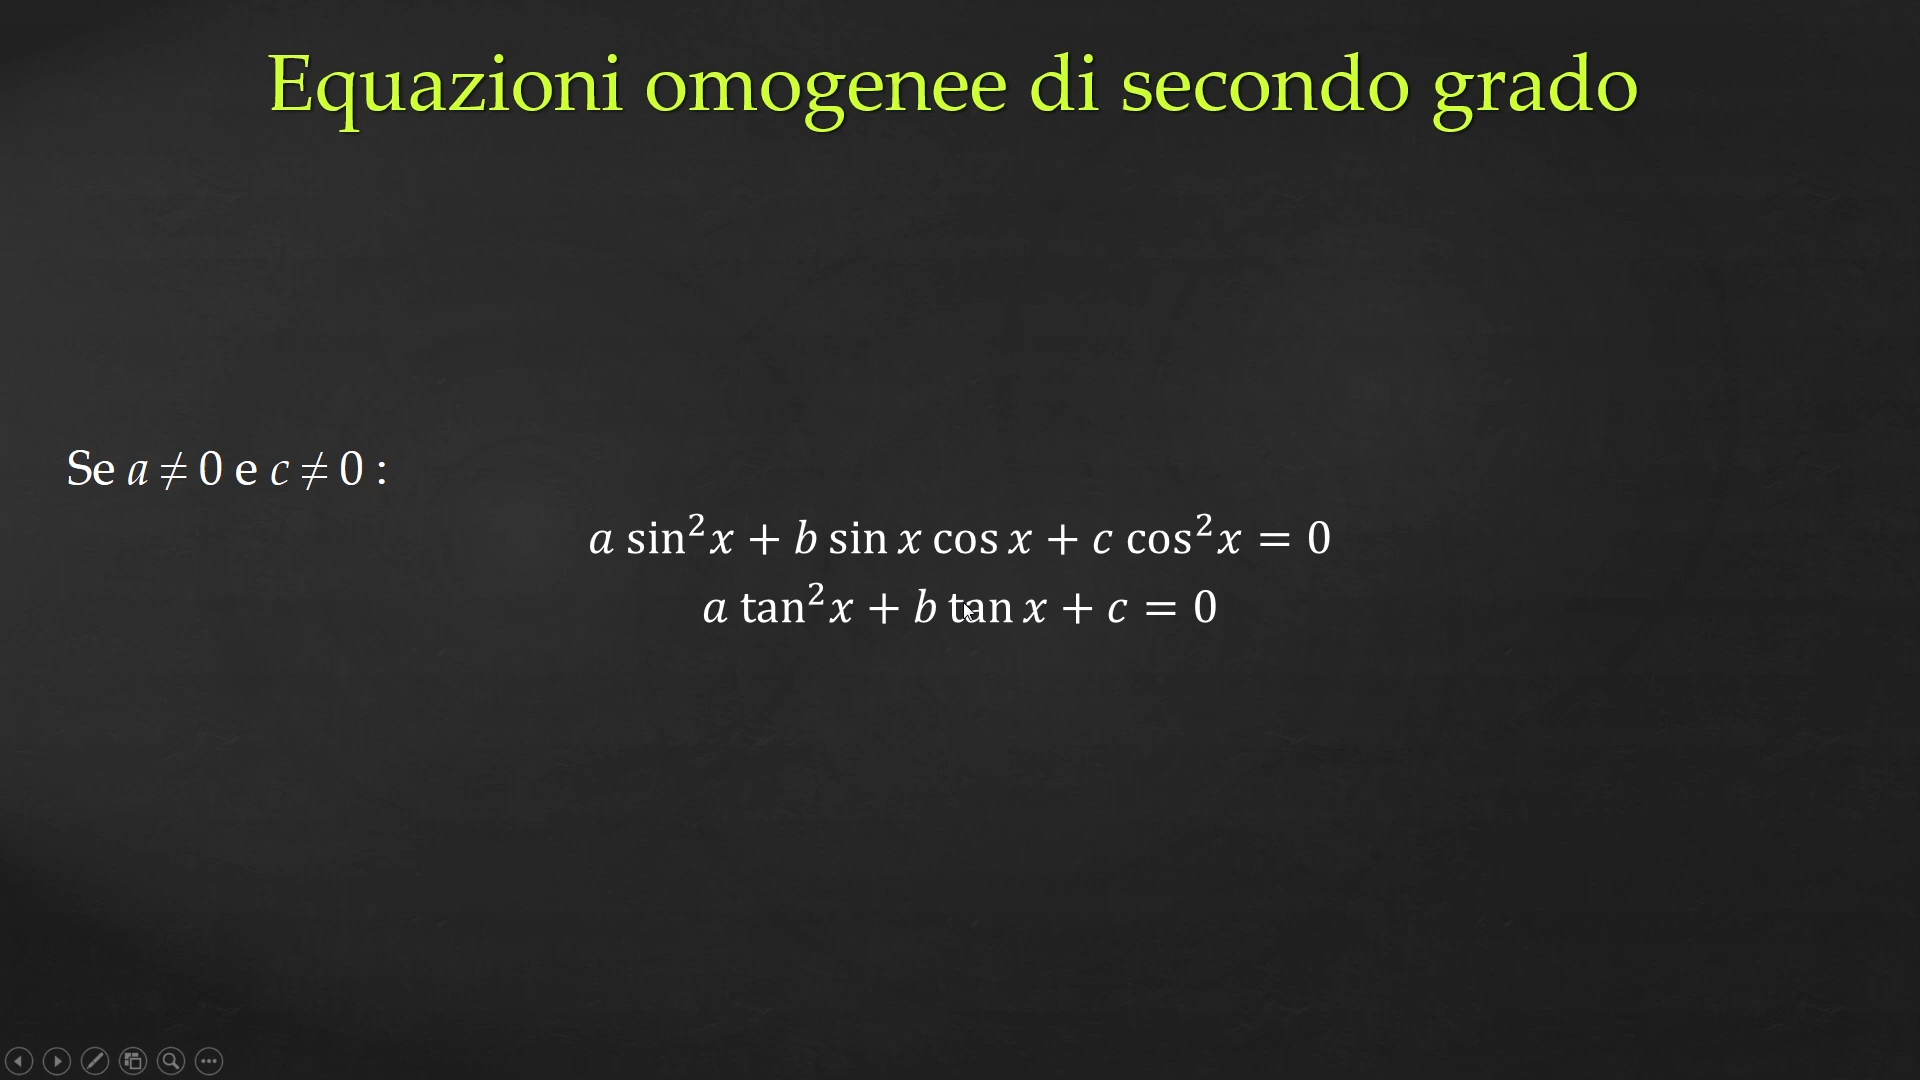 Equazioni omogenee di secondo grado
Se a ≠ 0 e c ≠ 0 :
a sin²x + b sin x cos x + c cos²x = 0
a tan²x + b tan x + c = 0